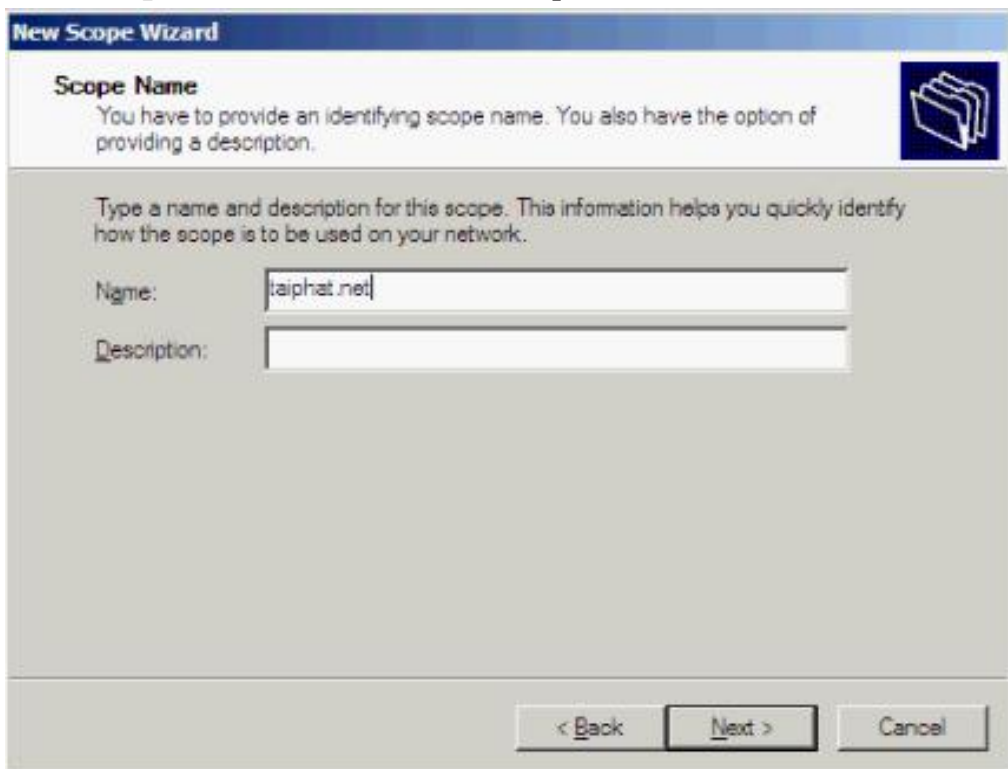 New Scope Wizard
Scope Name
You have to provide an identifying scope name. You also have the option of
providing a description.
Type a name and description for this scope. This information helps you quickly identify
how the scope is to be used on your network.
Name: taiphat.net
Description:
< Back Next > Cancel